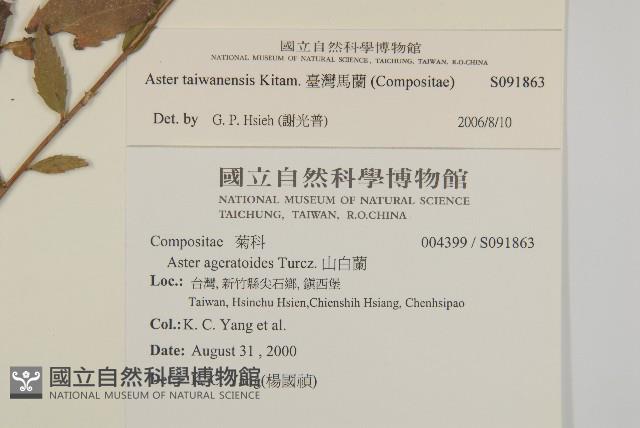 國立自然科學博物館
NATIONAL MUSEUM OF NATURAL SCIENCE, TAICHUNG, TAIWAN, R.O.CHINA
Aster taiwanensis Kitam. 臺灣馬蘭 (Compositae) S091863
Det. by G. P. Hsieh (謝光普) 2006/8/10
國立自然科學博物館
NATIONAL MUSEUM OF NATURAL SCIENCE
TAICHUNG, TAIWAN, R.O.CHINA
Compositae 菊科 004399 / S091863
Aster ageratoides Turcz. 山白蘭
Loc.: 台灣, 新竹縣尖石鄉, 鎮西堡
Taiwan, Hsinchu Hsien,Chienshih Hsiang, Chenhsipao
Col.: K. C. Yang et al.
Date: August 31 , 2000
(楊國禎)
國立自然科學博物館
NATIONAL MUSEUM OF NATURAL SCIENCE